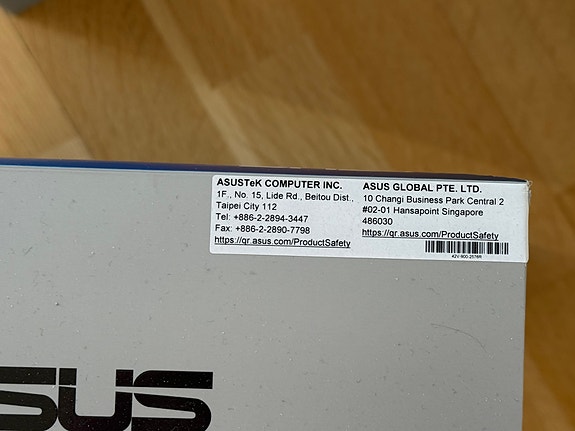 ASUSTeK COMPUTER INC.
1F., No. 15, Lide Rd., Beitou Dist.,
Taipei City 112
Tel: +886-2-2894-3447
Fax: +886-2-2890-7798
https://qr.asus.com/ProductSafety
ASUS GLOBAL PTE. LTD.
10 Changi Business Park Central 2
#02-01 Hansapoint Singapore
486030
https://qr.asus.com/ProductSafety
SUS